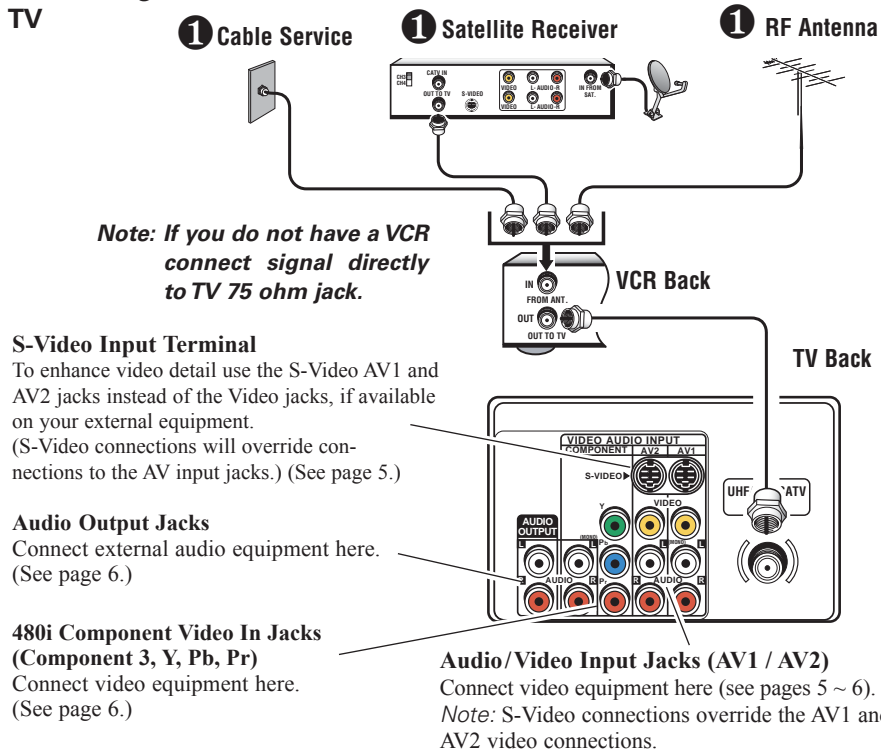 TV
1 Cable Service
1 Satellite Receiver
1 RF Antenna
CH3
CH4
CATV IN
OUT TO TV
S-VIDEO
VIDEO
L- AUDIO-R
VIDEO
L- AUDIO-R
IN FROM
SAT.
Note: If you do not have a VCR
connect signal directly
to TV 75 ohm jack.
IN
FROM ANT.
OUT
OUT TO TV
VCR Back
TV Back
S-Video Input Terminal
To enhance video detail use the S-Video AV1 and
AV2 jacks instead of the Video jacks, if available
on your external equipment.
(S-Video connections will override con-
nections to the AV input jacks.) (See page 5.)
Audio Output Jacks
Connect external audio equipment here.
(See page 6.)
480i Component Video In Jacks
(Component 3, Y, Pb, Pr)
Connect video equipment here.
(See page 6.)
VIDEO AUDIO INPUT
COMPONENT AV2 AV1
S-VIDEO
VIDEO
Y
AUDIO
OUTPUT
(MONO)
(MONO)
L L L L
Pb
R AUDIO R Pr R AUDIO R
UHF ATV
Audio/Video Input Jacks (AV1 / AV2)
Connect video equipment here (see pages 5 ~ 6).
Note: S-Video connections override the AV1 and
AV2 video connections.